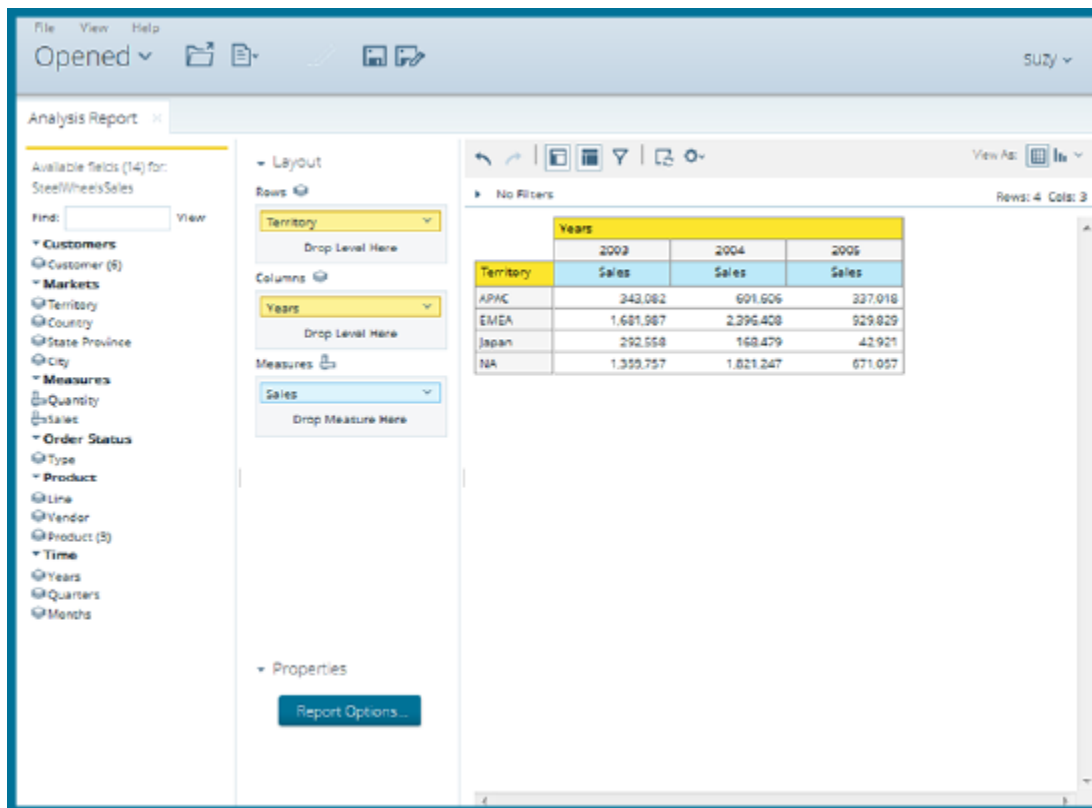 File View Help
Opened
suzy
Analysis Report
Available fields (14) for:
SteelWheelsSales
Find: View
Customers
Customer (6)
Markets
Territory
Country
State Province
City
Measures
Quantity
Sales
Order Status
Type
Product
Line
Vendor
Product (3)
Time
Years
Quarters
Months
Layout
Rows
Territory
Drop Level Here
Columns
Years
Drop Level Here
Measures
Sales
Drop Measure Here
Properties
Report Options...
View As:
No Filters
Rows: 4 Cols: 3
Years
2003 2004 2005
Territory Sales Sales Sales
APAC 343,082 601,606 337,018
EMEA 1,681,987 2,396,408 929,829
Japan 292,558 168,479 42,921
NA 1,359,757 1,821,247 671,057